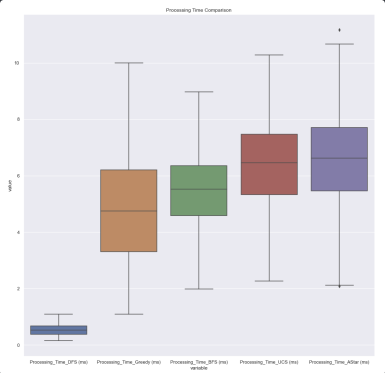 Processing Time Comparison
10
8
6
4
2
0
value
Processing_Time_DFS (ms) Processing_Time_Greedy (ms) Processing_Time_BFS (ms) Processing_Time_UCS (ms) Processing_Time_AStar (ms)
variable